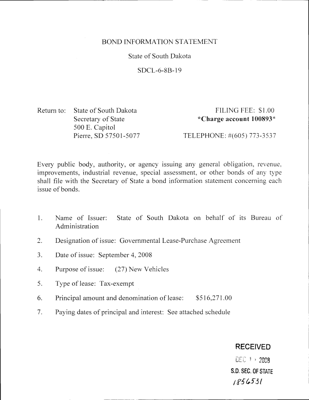 BOND INFORMATION STATEMENT
State of South Dakota
SDCL-6-8B-19
Return to: State of South Dakota
Secretary of State
500 E. Capitol
Pierre, SD 57501-5077
FILING FEE: $1.00
*Charge account 100893*
TELEPHONE: #(605) 773-3537
Every public body, authority, or agency issuing any general obligation, revenue,
improvements, industrial revenue, special assessment, or other bonds of any type
shall file with the Secretary of State a bond information statement concerning each
issue of bonds.
1. Name of Issuer: State of South Dakota on behalf of its Bureau of
Administration
2. Designation of issue: Governmental Lease-Purchase Agreement
3. Date of issue: September 4, 2008
4. Purpose of issue: (27) New Vehicles
5. Type of lease: Tax-exempt
6. Principal amount and denomination of lease: $516,271.00
7. Paying dates of principal and interest: See attached schedule
RECEIVED
DEC 2008
S.D. SEC. OF STATE
1856531